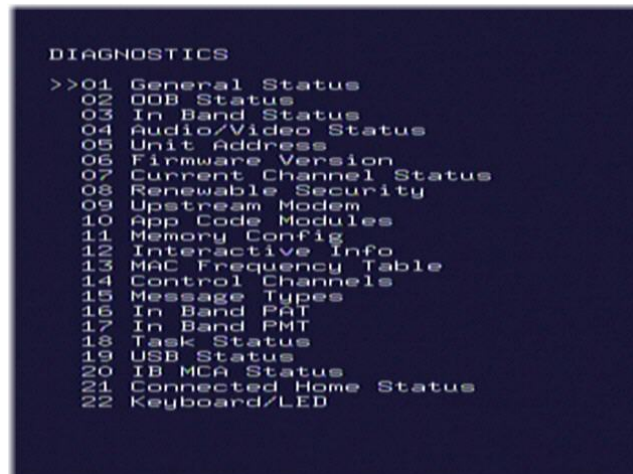 DIAGNOSTICS
>>01 General Status
02 OOB Status
03 In Band Status
04 Audio/Video Status
05 Unit Address
06 Firmware Version
07 Current Channel Status
08 Renewable Security
09 Upstream Modem
10 App Code Modules
11 Memory Config
12 Interactive Info
13 MAC Frequency Table
14 Control Channels
15 Message Types
16 In Band PAT
17 In Band PMT
18 Task Status
19 USB Status
20 IB MCA Status
21 Connected Home Status
22 Keyboard/LED